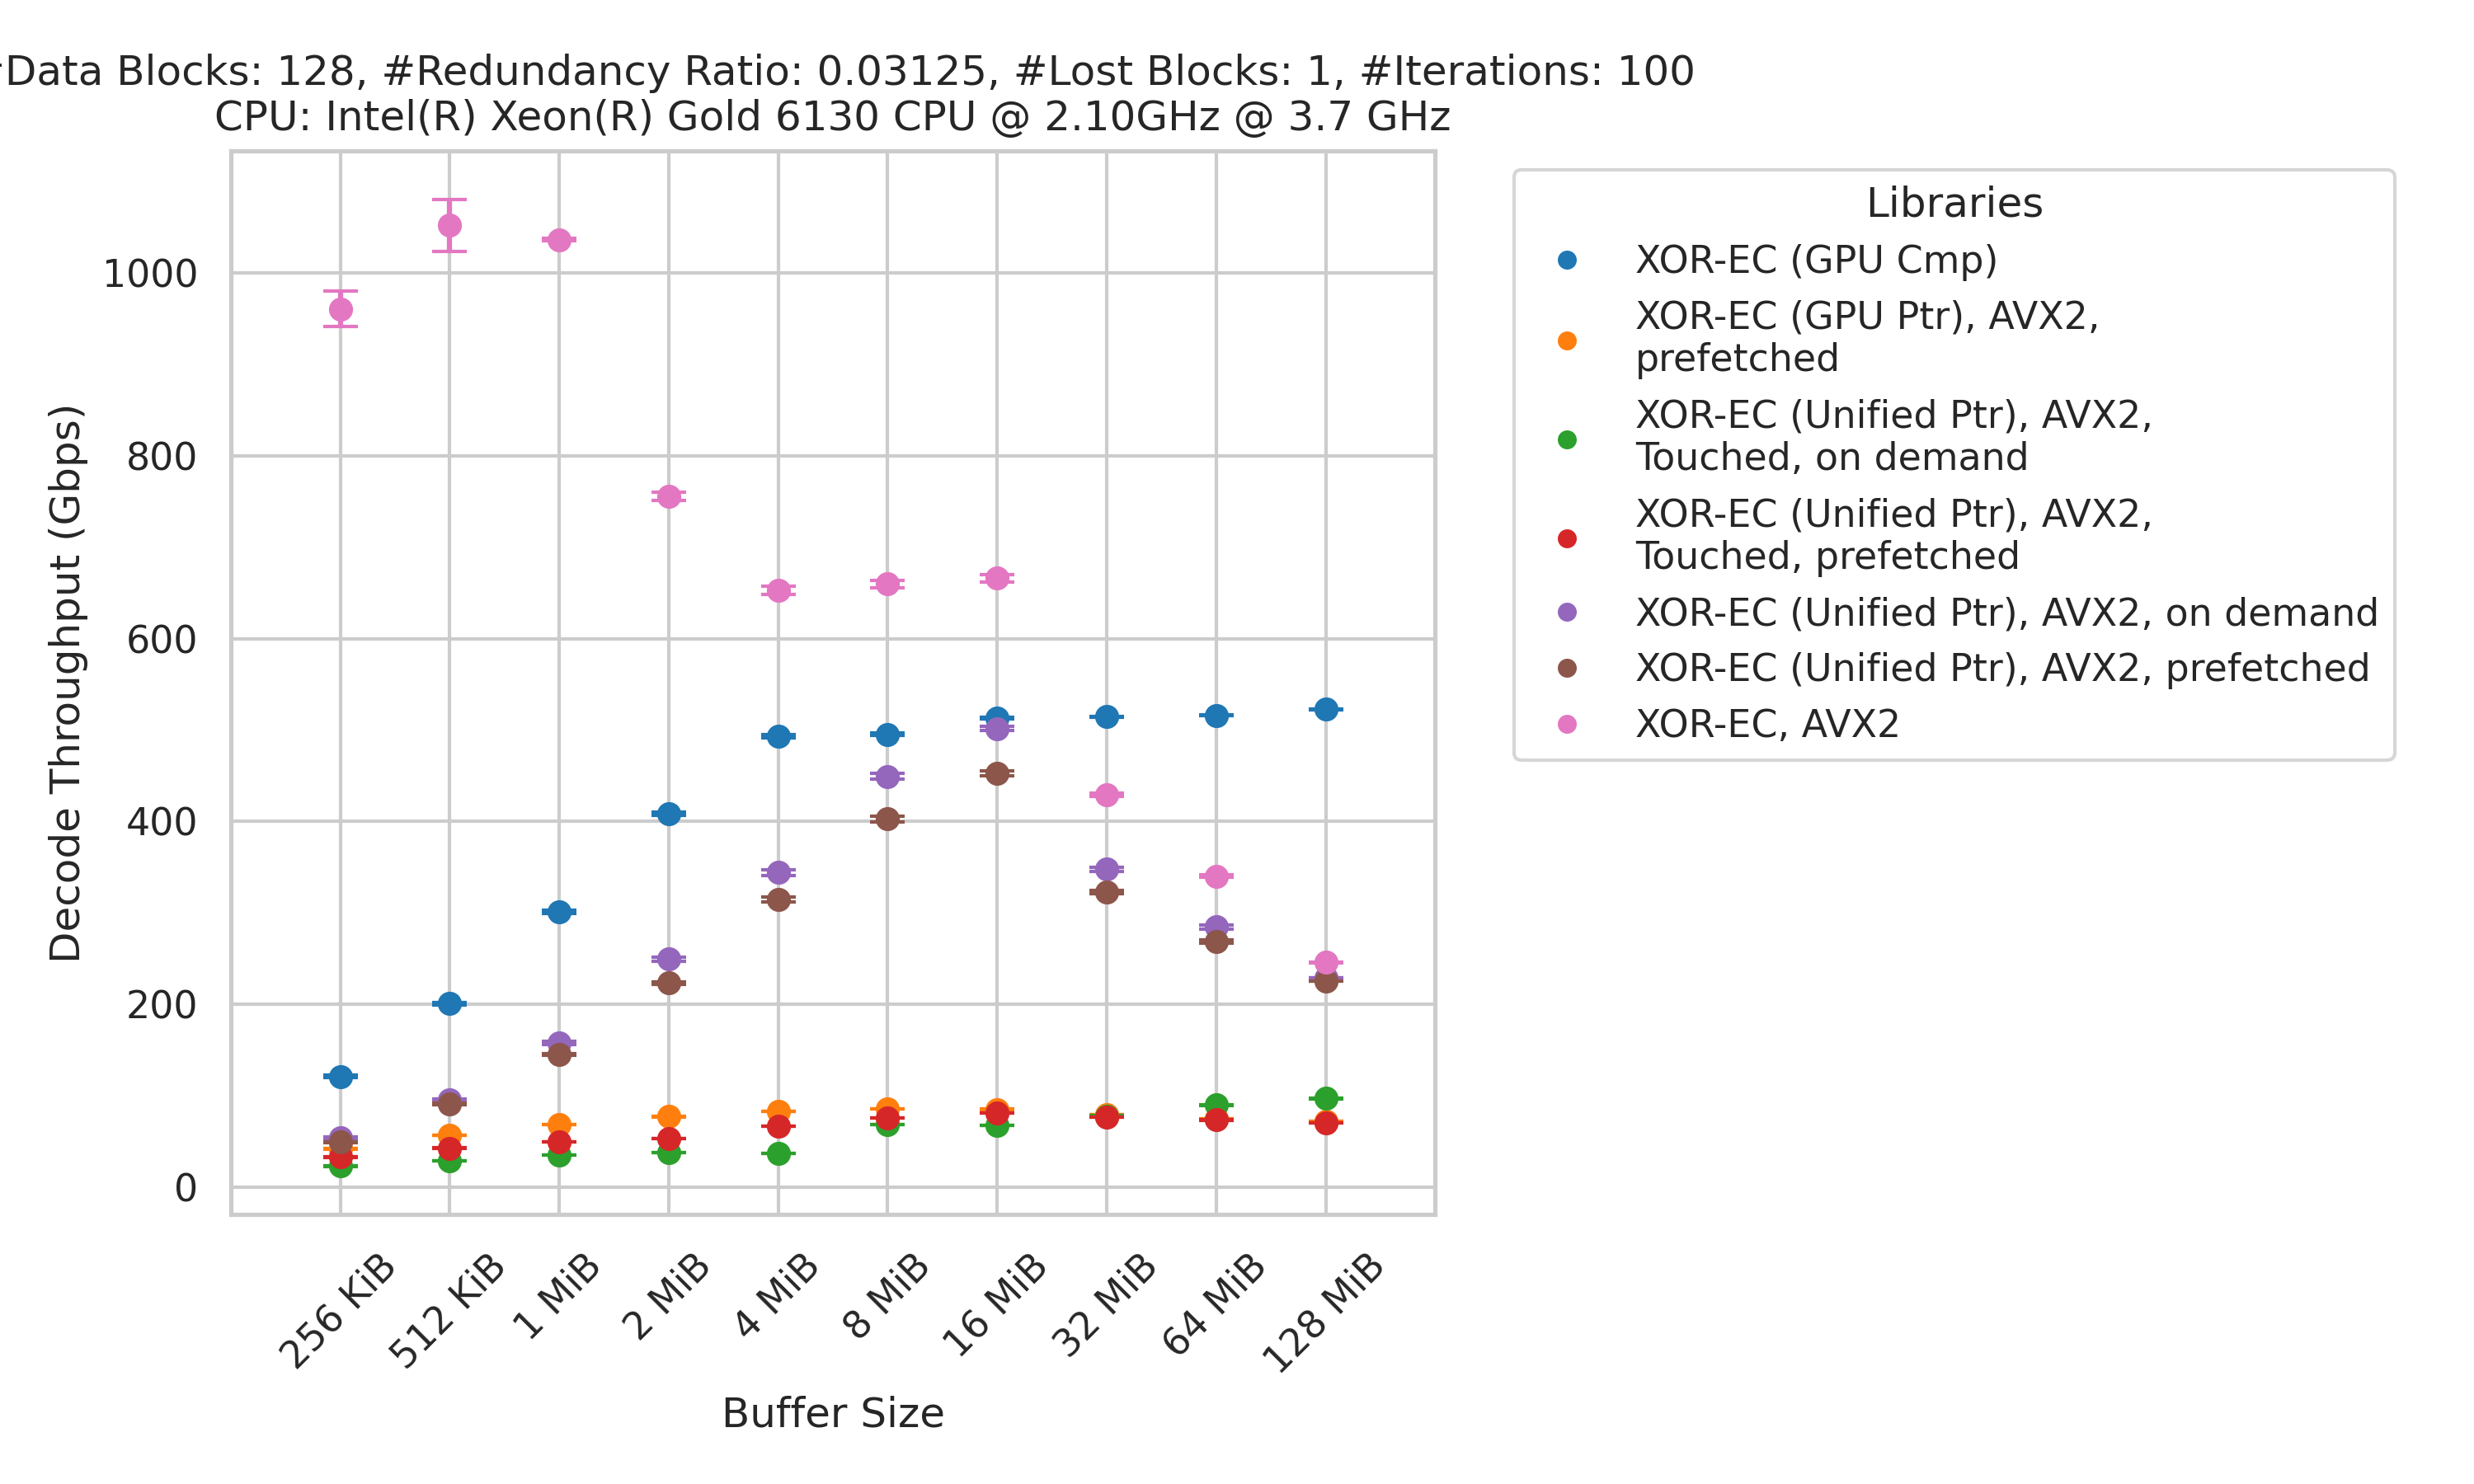 Data Blocks: 128, #Redundancy Ratio: 0.03125, #Lost Blocks: 1, #Iterations: 100
CPU: Intel(R) Xeon(R) Gold 6130 CPU @ 2.10GHz @ 3.7 GHz
Decode Throughput (Gbps)
1000
800
600
400
200
0
256 KiB
512 KiB
1 MiB
2 MiB
4 MiB
8 MiB
16 MiB
32 MiB
64 MiB
128 MiB
Buffer Size
Libraries
XOR-EC (GPU Cmp)
XOR-EC (GPU Ptr), AVX2,
prefetched
XOR-EC (Unified Ptr), AVX2,
Touched, on demand
XOR-EC (Unified Ptr), AVX2,
Touched, prefetched
XOR-EC (Unified Ptr), AVX2, on demand
XOR-EC (Unified Ptr), AVX2, prefetched
XOR-EC, AVX2